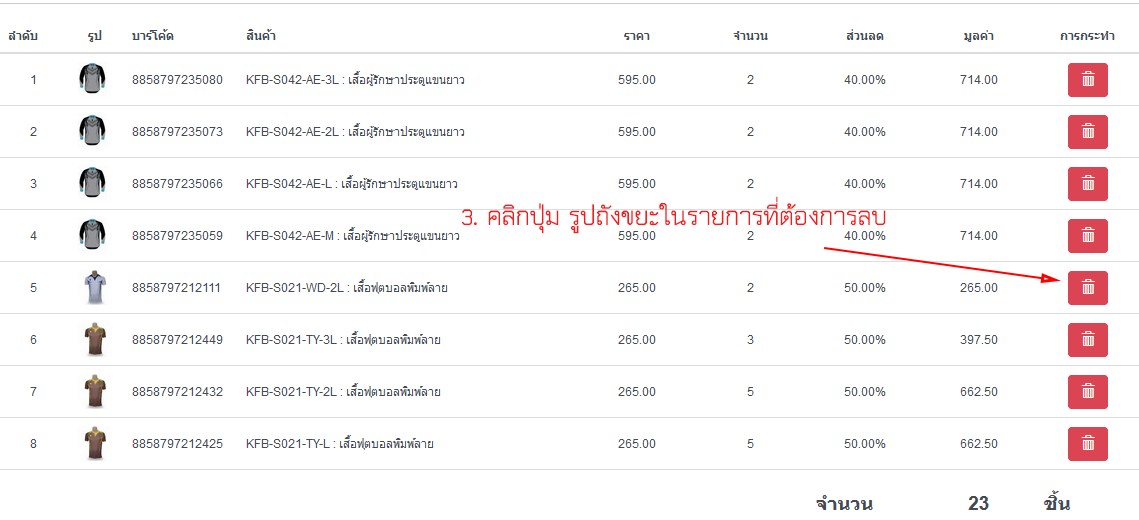 ลำดับ รูป บาร์โค้ด สินค้า ราคา จำนวน ส่วนลด มูลค่า การกระทำ
1 8858797235080 KFB-S042-AE-3L : เสื้อผู้รักษาประตูแขนยาว 595.00 2 40.00% 714.00
2 8858797235073 KFB-S042-AE-2L : เสื้อผู้รักษาประตูแขนยาว 595.00 2 40.00% 714.00
3 8858797235066 KFB-S042-AE-L : เสื้อผู้รักษาประตูแขนยาว 595.00 2 40.00% 714.00
3. คลิกปุ่ม รูปถังขยะในรายการที่ต้องการลบ
4 8858797235059 KFB-S042-AE-M : เสื้อผู้รักษาประตูแขนยาว 595.00 2 40.00% 714.00
5 8858797212111 KFB-S021-WD-2L : เสื้อฟุตบอลพิมพ์ลาย 265.00 2 50.00% 265.00
6 8858797212449 KFB-S021-TY-3L : เสื้อฟุตบอลพิมพ์ลาย 265.00 3 50.00% 397.50
7 8858797212432 KFB-S021-TY-2L : เสื้อฟุตบอลพิมพ์ลาย 265.00 5 50.00% 662.50
8 8858797212425 KFB-S021-TY-L : เสื้อฟุตบอลพิมพ์ลาย 265.00 5 50.00% 662.50
จำนวน 23 ชิ้น